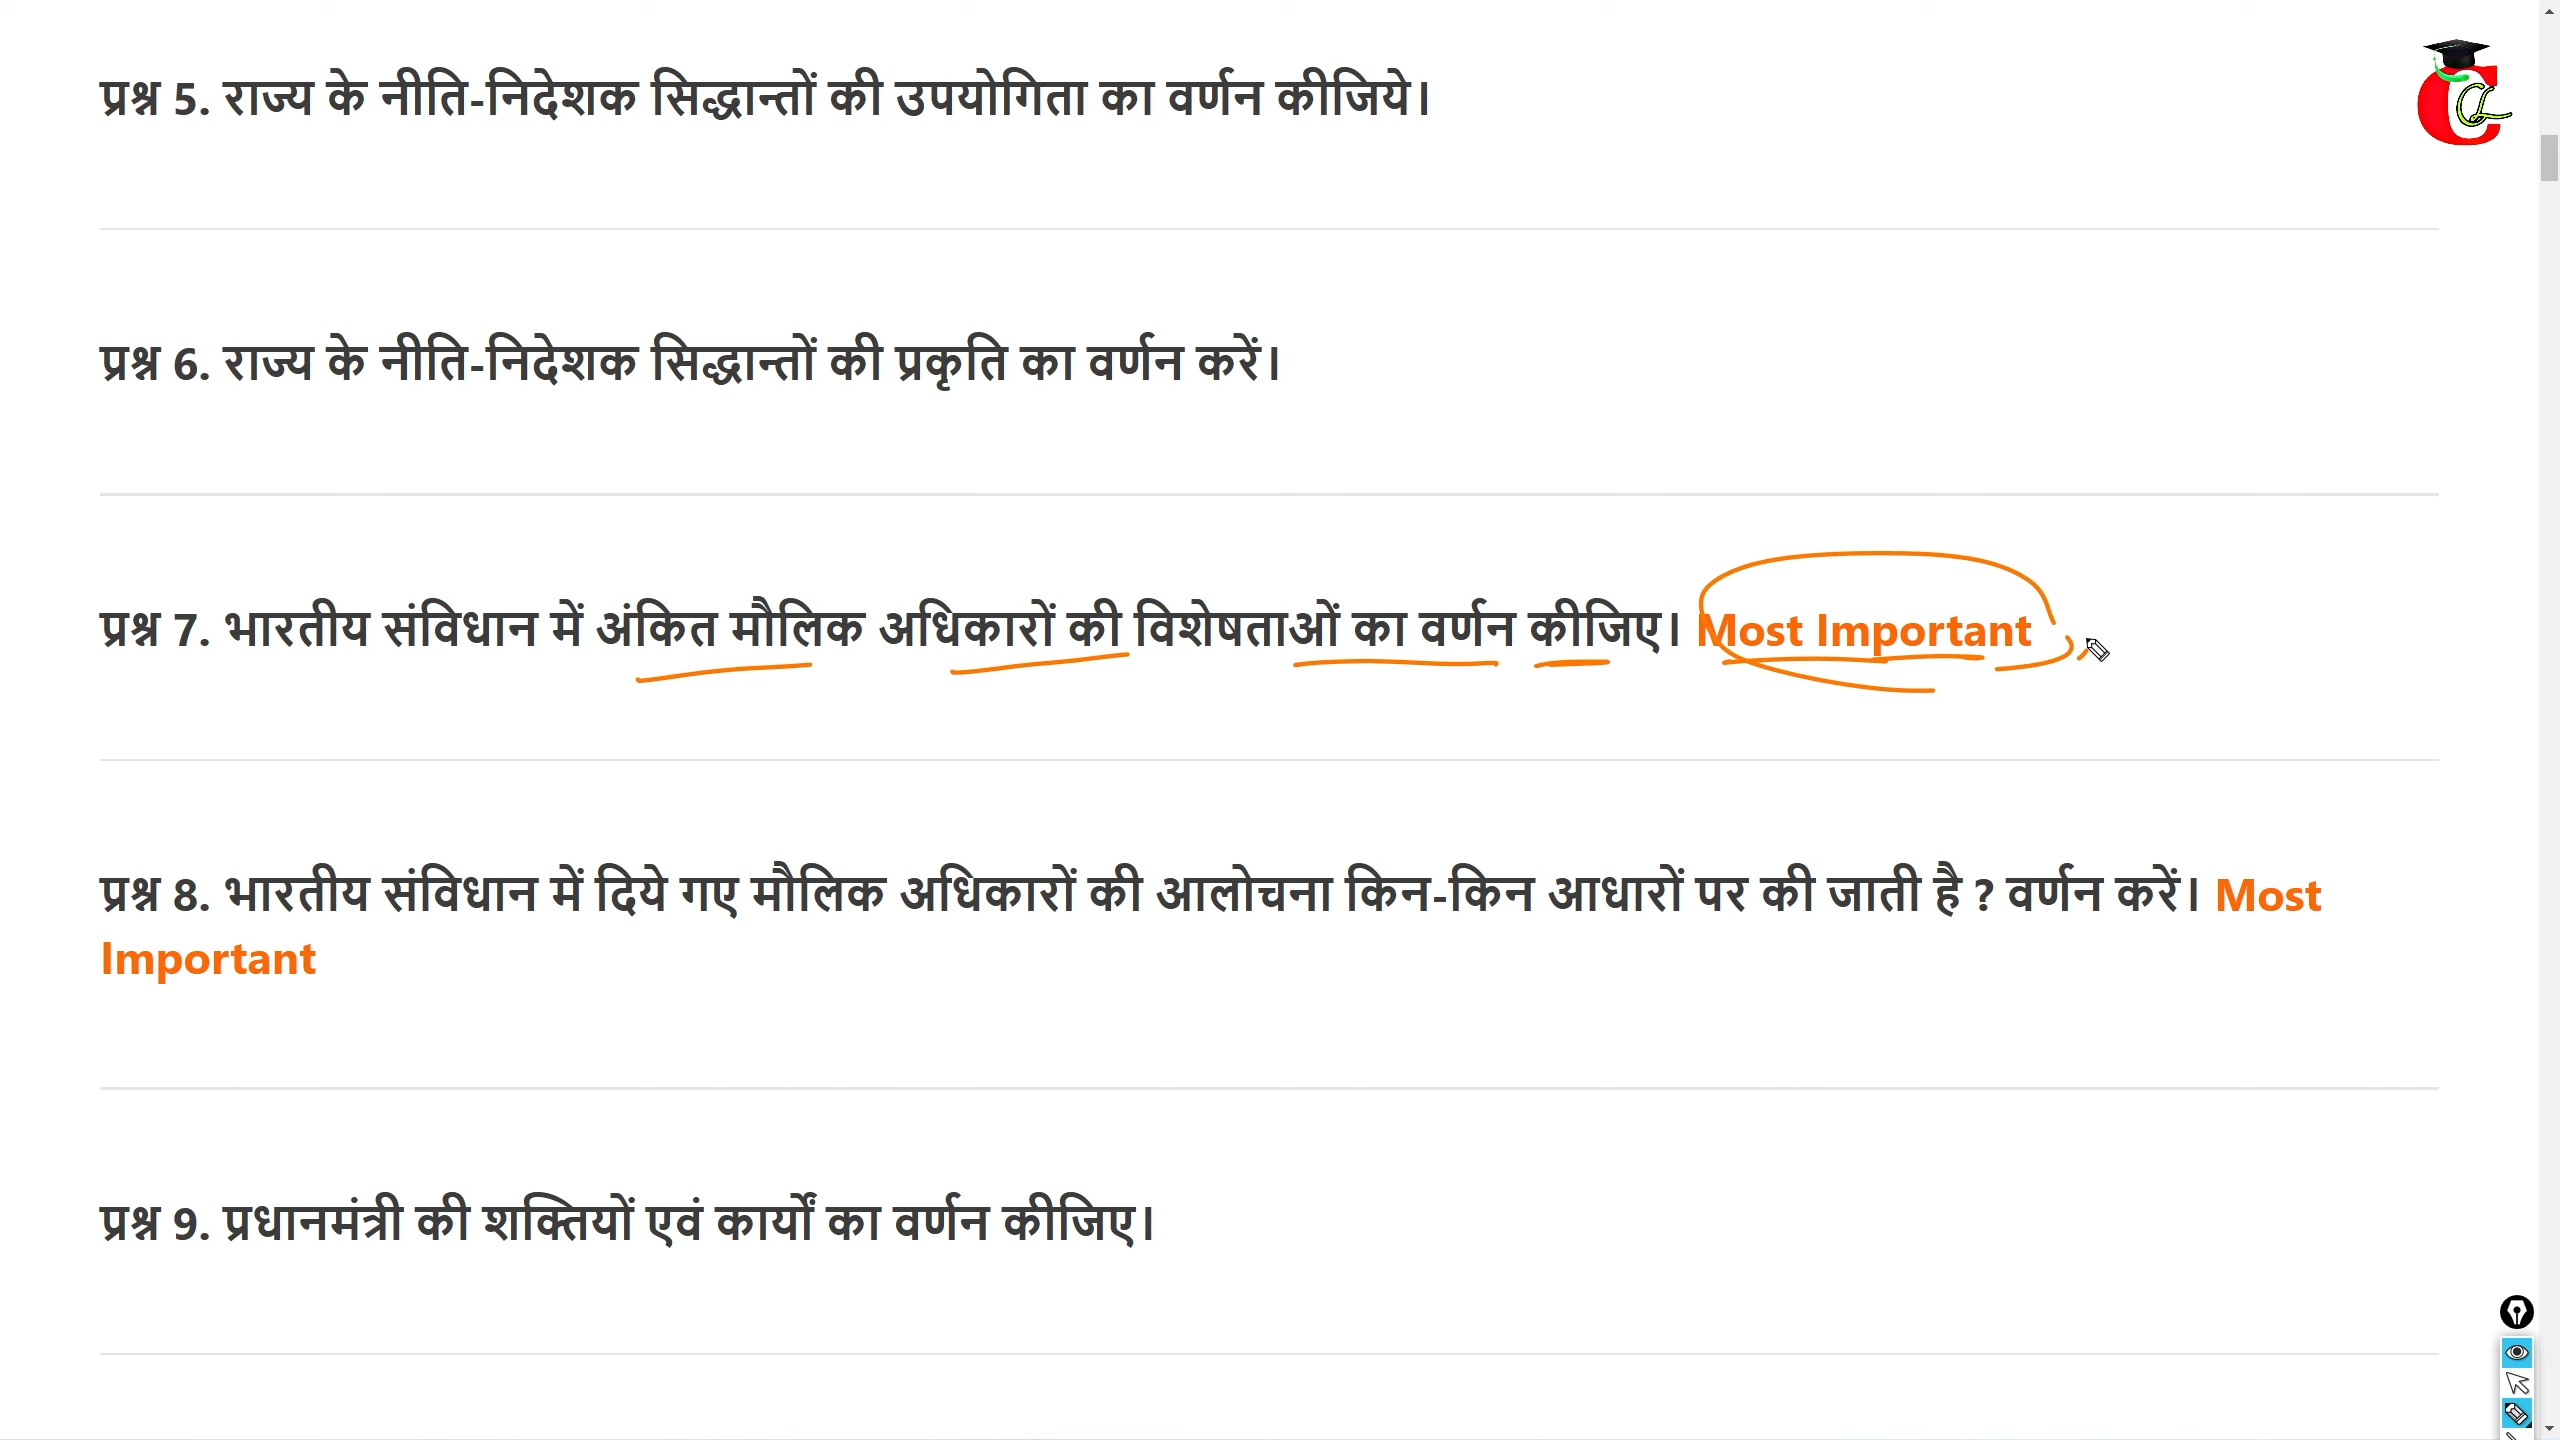 प्रश्न 5. राज्य के नीति-निदेशक सिद्धान्तों की उपयोगिता का वर्णन कीजिये।
प्रश्न 6. राज्य के नीति-निदेशक सिद्धान्तों की प्रकृति का वर्णन करें।
प्रश्न 7. भारतीय संविधान में अंकित मौलिक अधिकारों की विशेषताओं का वर्णन कीजिए। Most Important
प्रश्न 8. भारतीय संविधान में दिये गए मौलिक अधिकारों की आलोचना किन-किन आधारों पर की जाती है ? वर्णन करें। Most
Important
प्रश्न 9. प्रधानमंत्री की शक्तियों एवं कार्यों का वर्णन कीजिए।